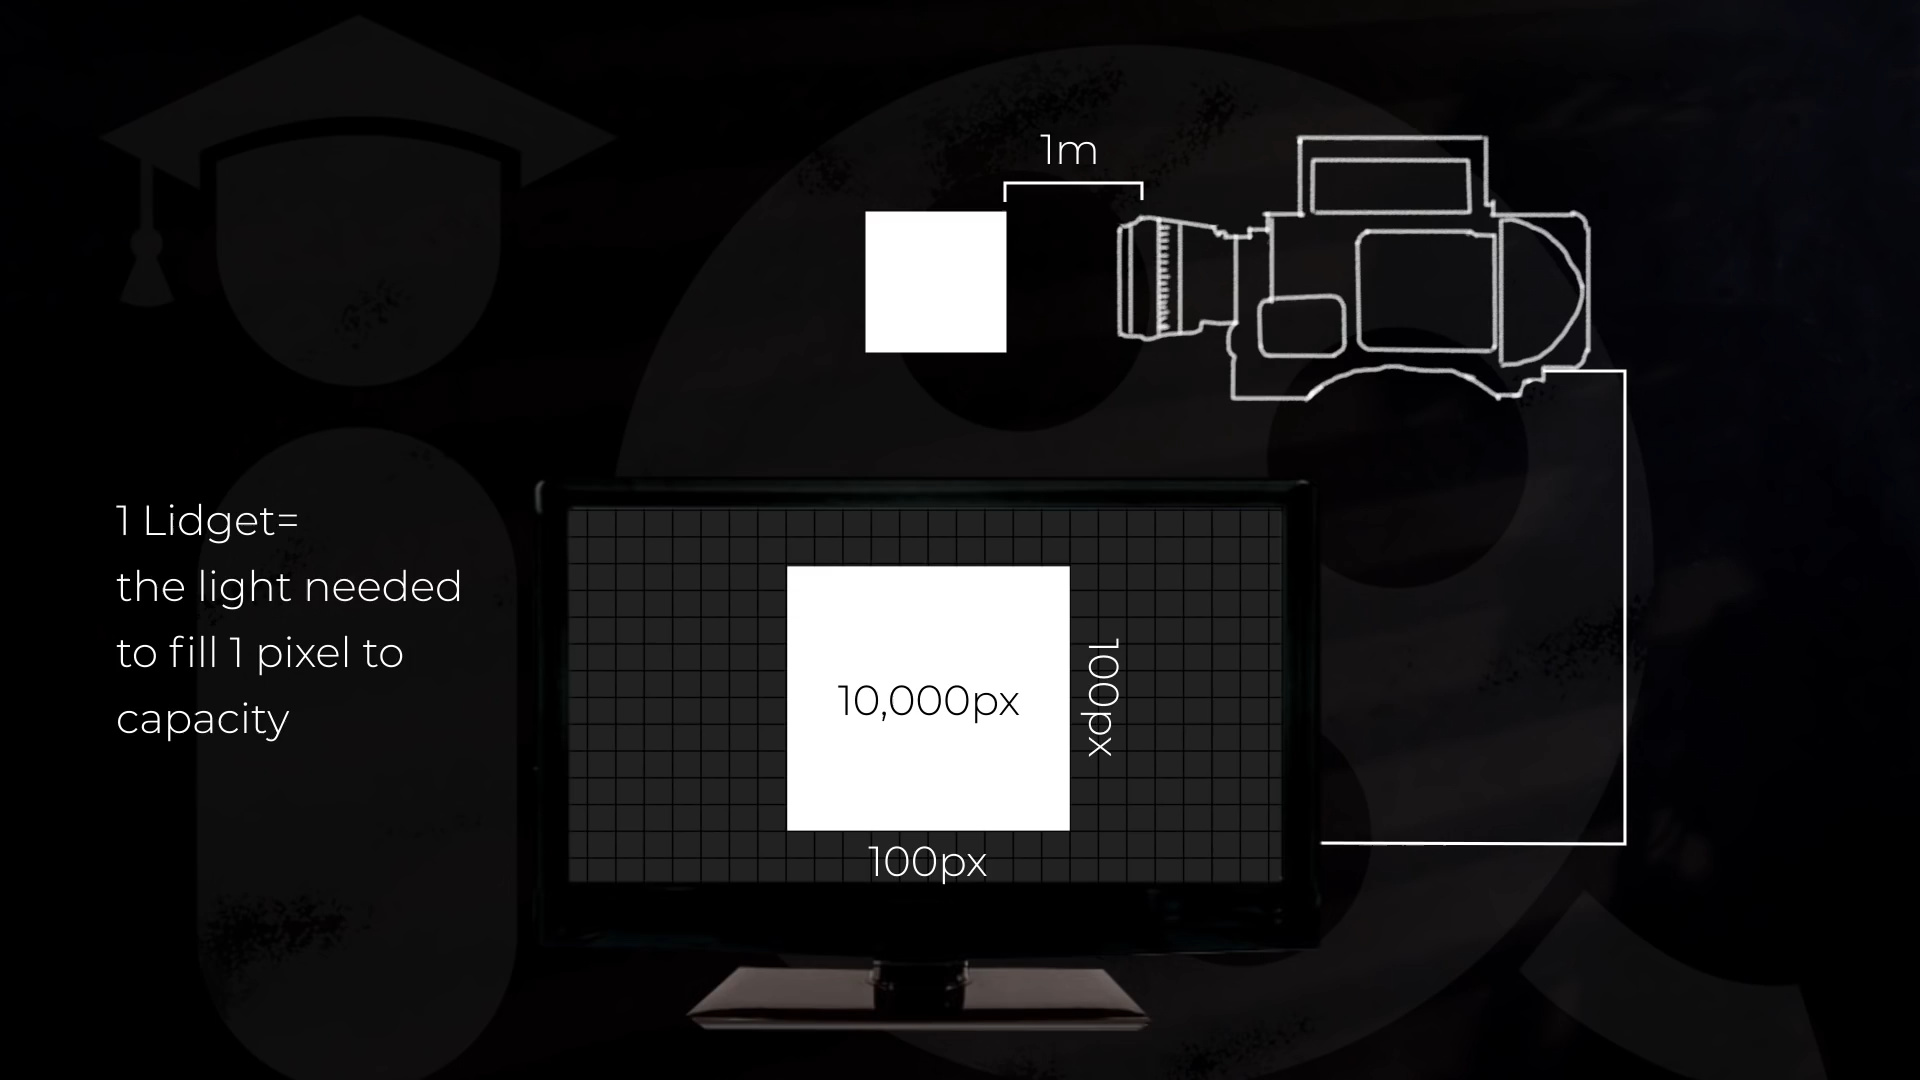 1m
1 Lidget=
the light needed
to fill 1 pixel to
capacity
10,000px
100px
100px